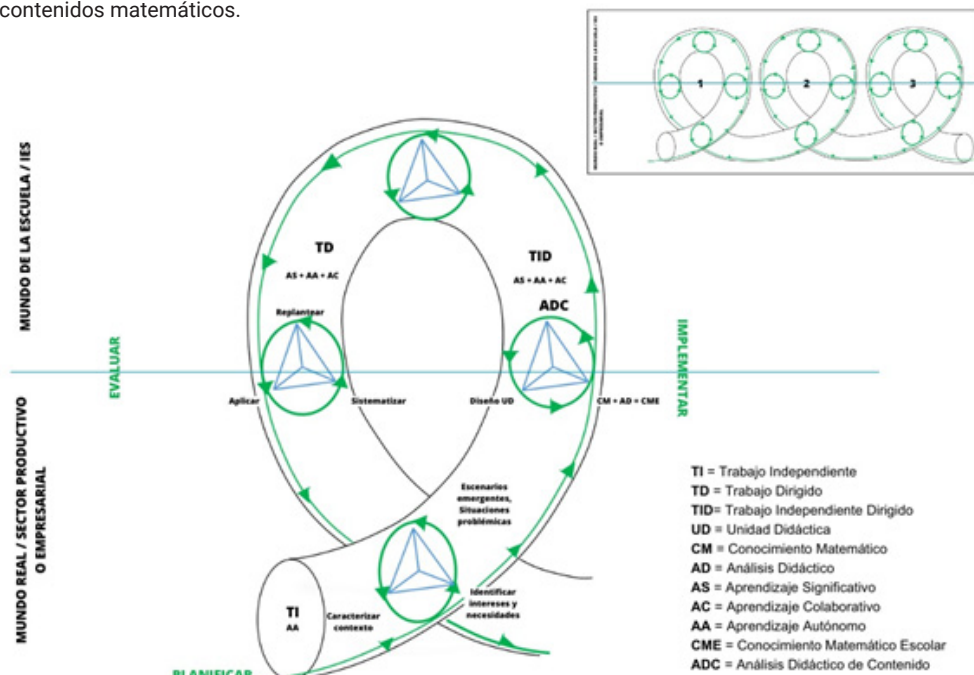 contenidos matemáticos.
MUNDO DE LA ESCUELA / IES
1
2
3
TD
AS + AA + AC
TID
AS + AA + AC
ADC
Replantear
EVALUAR
IMPLEMENTAR
Aplicar
Sistematizar
Diseño UD
CM + AD = CME
MUNDO REAL / SECTOR PRODUCTIVO
O EMPRESARIAL
Escenarios
emergentes,
Situaciones
problémicas
TI
AA
Caracterizar
contexto
Identificar
intereses y
necesidades
PLANIFICAR
TI = Trabajo Independiente
TD = Trabajo Dirigido
TID= Trabajo Independiente Dirigido
UD = Unidad Didáctica
CM = Conocimiento Matemático
AD = Análisis Didáctico
AS = Aprendizaje Significativo
AC = Aprendizaje Colaborativo
AA = Aprendizaje Autónomo
CME = Conocimiento Matemático Escolar
ADC = Análisis Didáctico de Contenido